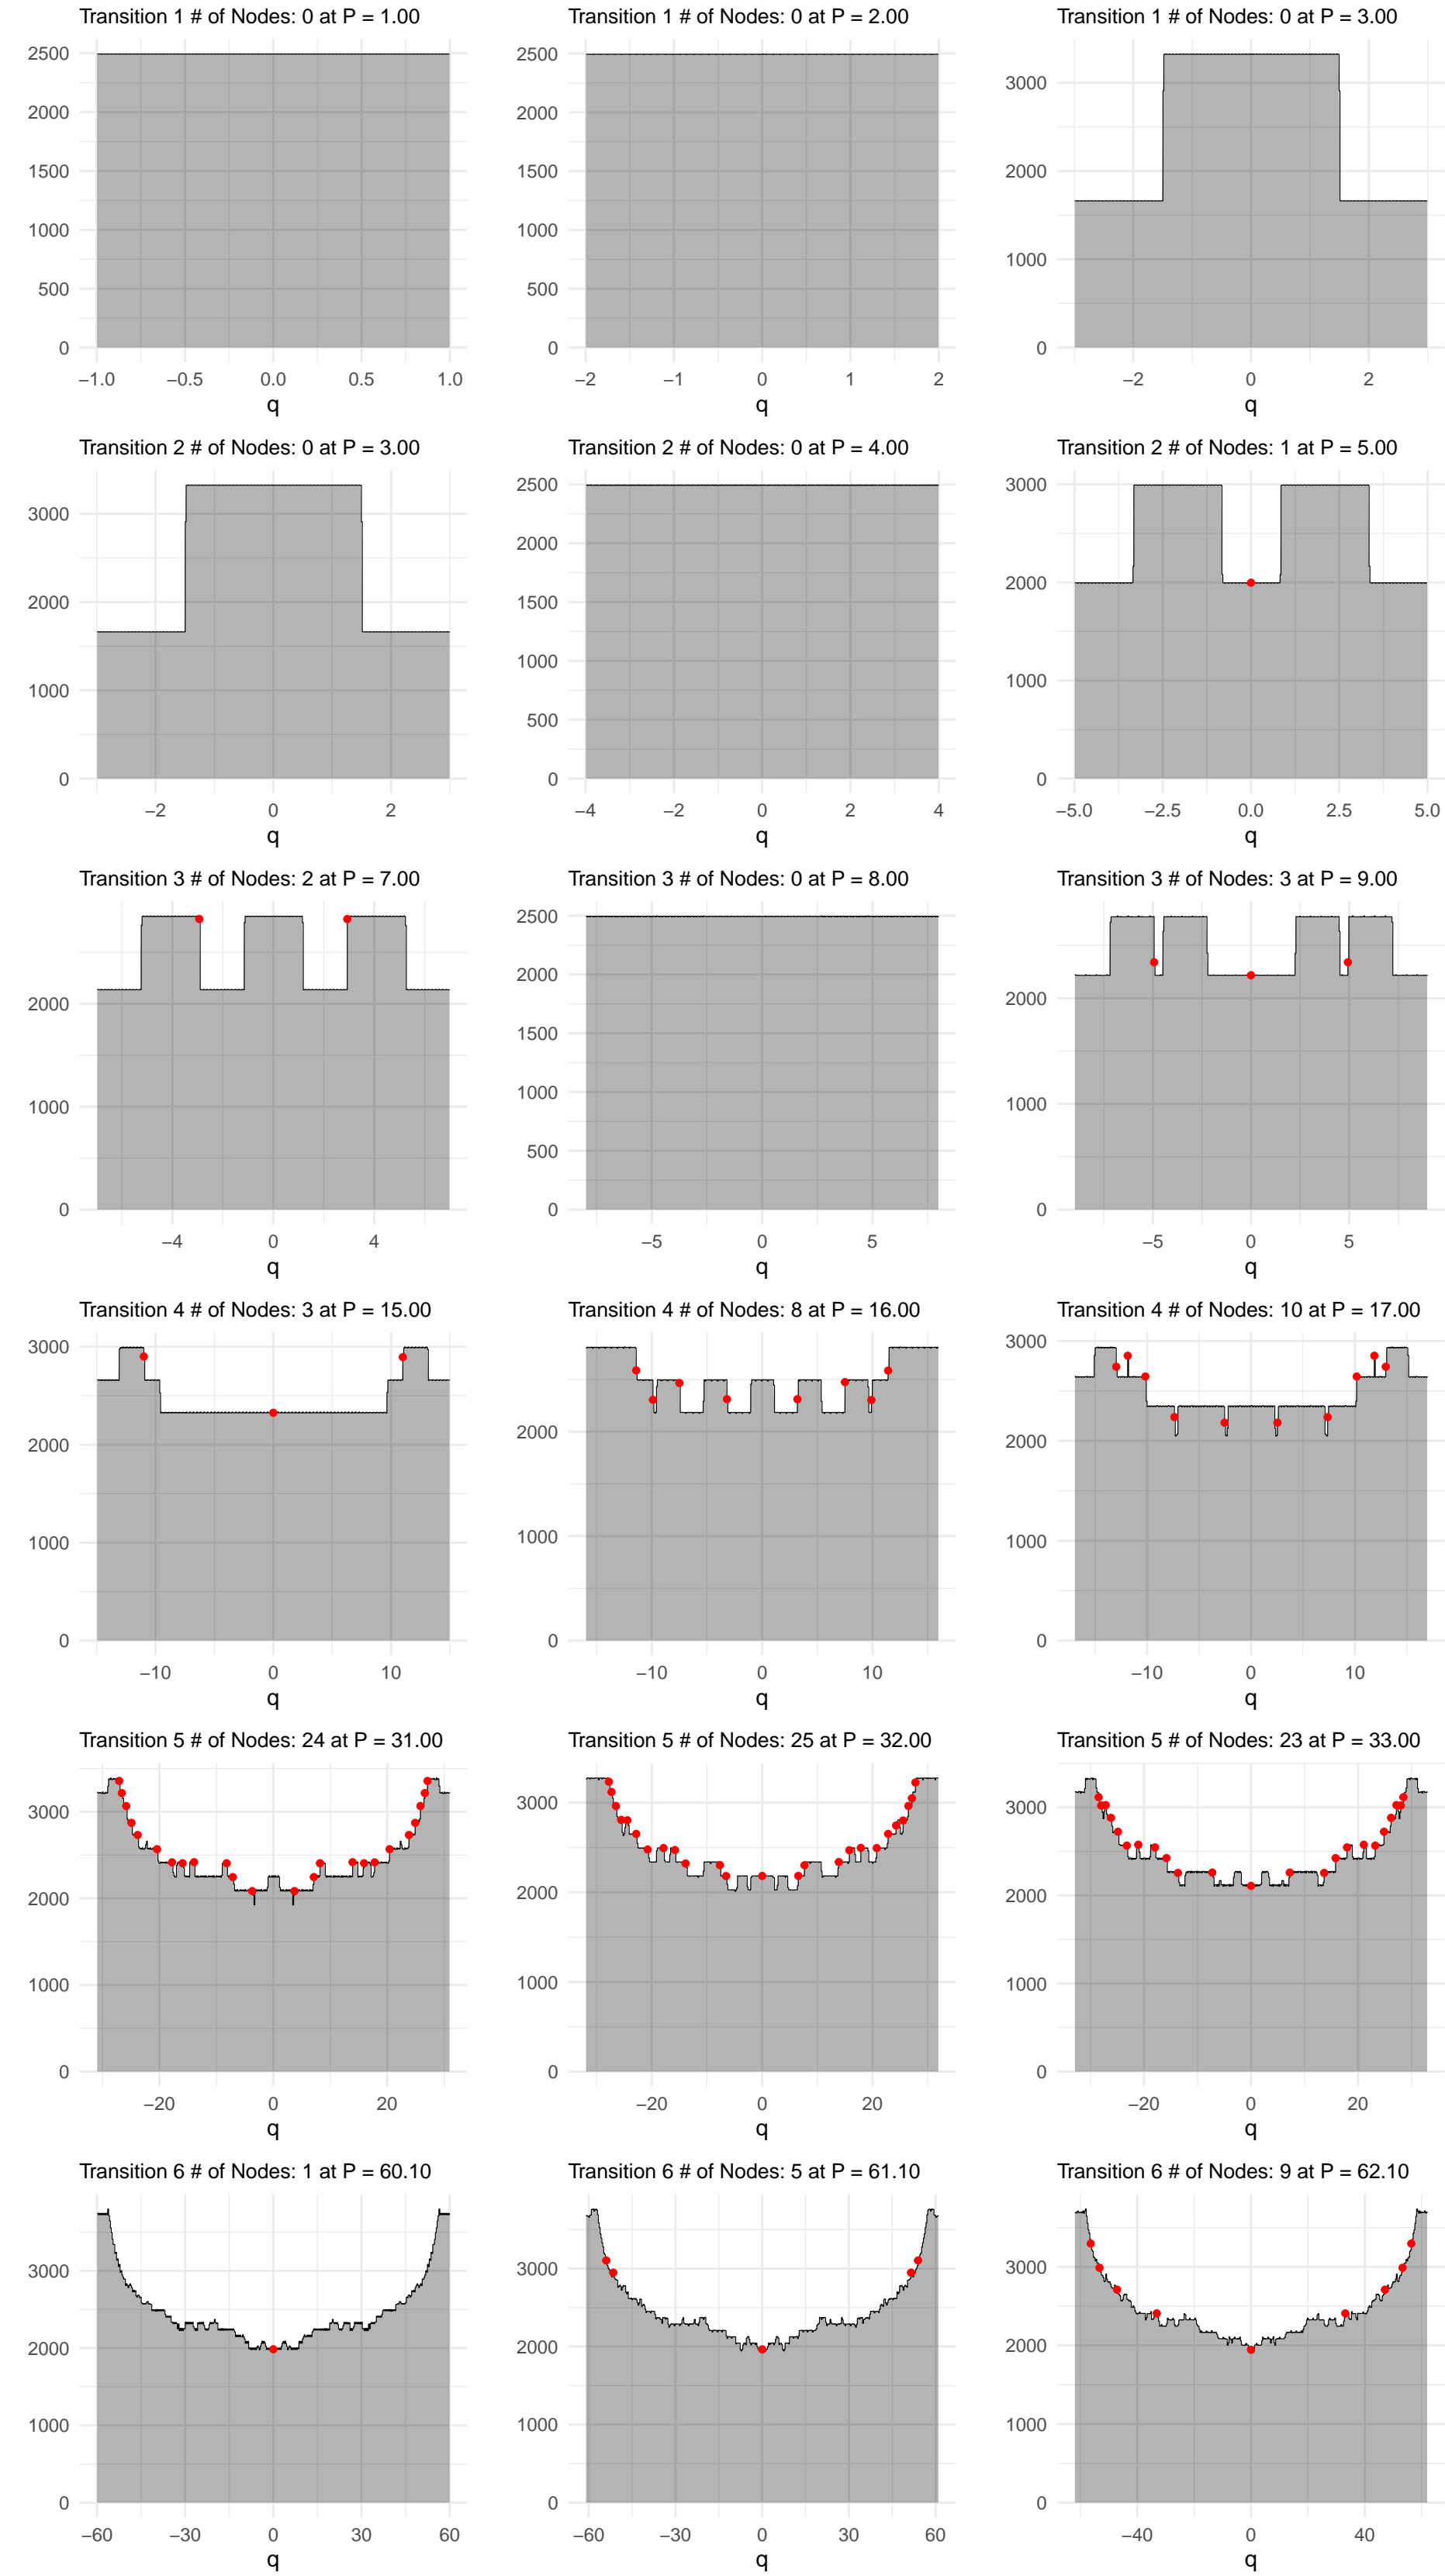 Transition 1 # of Nodes: 0 at P = 1.00
2500
2000
1500
1000
500
0
−1.0 −0.5 0.0 0.5 1.0
q
Transition 1 # of Nodes: 0 at P = 2.00
2500
2000
1500
1000
500
0
−2 −1 0 1 2
q
Transition 1 # of Nodes: 0 at P = 3.00
3000
2000
1000
0
−2 0 2
q
Transition 2 # of Nodes: 0 at P = 3.00
3000
2000
1000
0
−2 0 2
q
Transition 2 # of Nodes: 0 at P = 4.00
2500
2000
1500
1000
500
0
−4 −2 0 2 4
q
Transition 2 # of Nodes: 1 at P = 5.00
3000
2000
1000
0
−5.0 −2.5 0.0 2.5 5.0
q
Transition 3 # of Nodes: 2 at P = 7.00
2000
1000
0
−4 0 4
q
Transition 3 # of Nodes: 0 at P = 8.00
2500
2000
1500
1000
500
0
−5 0 5
q
Transition 3 # of Nodes: 3 at P = 9.00
2000
1000
0
−5 0 5
q
Transition 4 # of Nodes: 3 at P = 15.00
3000
2000
1000
0
−10 0 10
q
Transition 4 # of Nodes: 8 at P = 16.00
2000
1000
0
−10 0 10
q
Transition 4 # of Nodes: 10 at P = 17.00
3000
2000
1000
0
−10 0 10
q
Transition 5 # of Nodes: 24 at P = 31.00
3000
2000
1000
0
−20 0 20
q
Transition 5 # of Nodes: 25 at P = 32.00
3000
2000
1000
0
−20 0 20
q
Transition 5 # of Nodes: 23 at P = 33.00
3000
2000
1000
0
−20 0 20
q
Transition 6 # of Nodes: 1 at P = 60.10
3000
2000
1000
0
−60 −30 0 30 60
q
Transition 6 # of Nodes: 5 at P = 61.10
3000
2000
1000
0
−60 −30 0 30 60
q
Transition 6 # of Nodes: 9 at P = 62.10
3000
2000
1000
0
−40 0 40
q